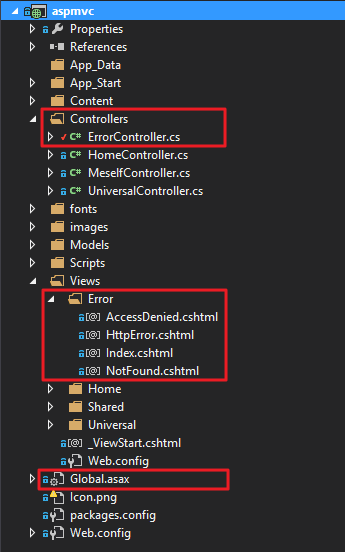 aspmvc
Properties
References
App_Data
App_Start
Content
Controllers
C# ErrorController.cs
C# HomeController.cs
C# MeselfController.cs
C# UniversalController.cs
fonts
images
Models
Scripts
Views
Error
[@] AccessDenied.cshtml
[@] HttpError.cshtml
[@] Index.cshtml
[@] NotFound.cshtml
Home
Shared
Universal
[@] _ViewStart.cshtml
Web.config
Global.asax
Icon.png
packages.config
Web.config